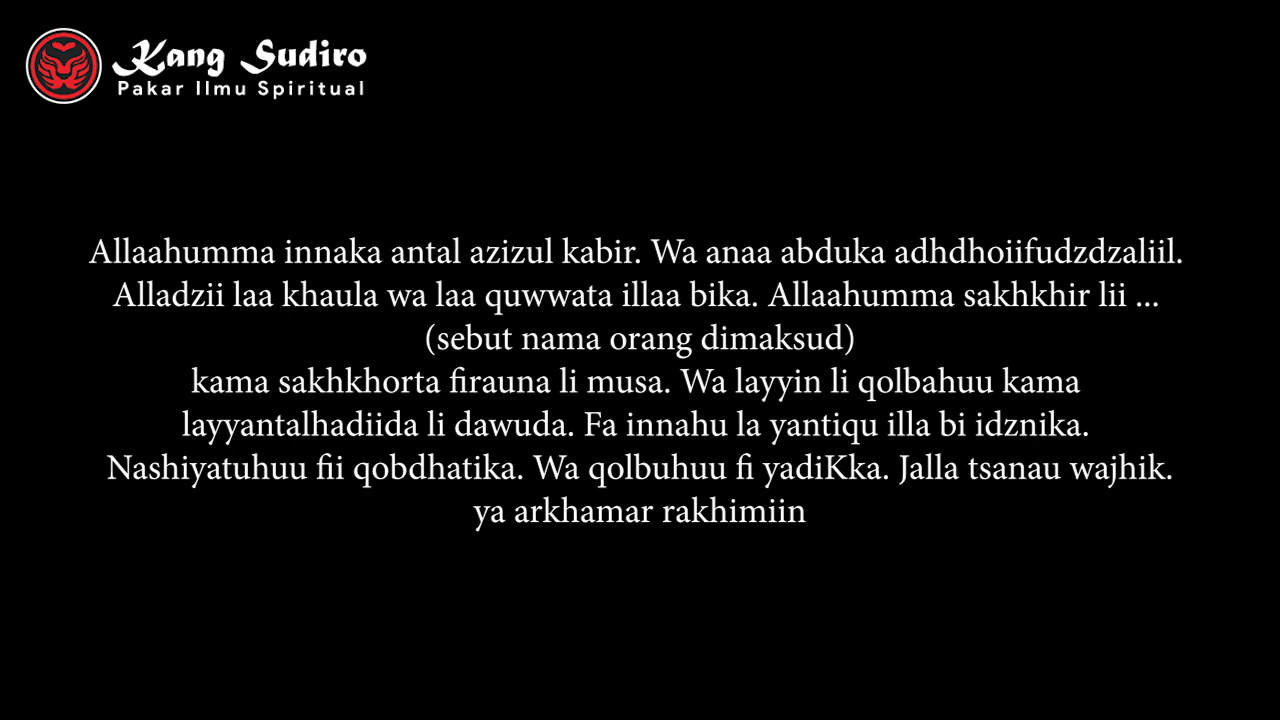 Kang Sudiro
Pakar Ilmu Spiritual
Allaahumma innaka antal azizul kabir. Wa anaa abduka adhdhoiifudzdzaliil.
Alladzii laa khaula wa laa quwwata illaa bika. Allaahumma sakhkhir lii ...
(sebut nama orang dimaksud)
kama sakhkhorta firauna li musa. Wa layyin li qolbahuu kama
layyantalhadiida li dawuda. Fa innahu la yantiqu illa bi idznika.
Nashiyatuhuu fii qobdhatika. Wa qolbuhuu fi yadiKka. Jalla tsanau wajhik.
ya arkhamar rakhimiin